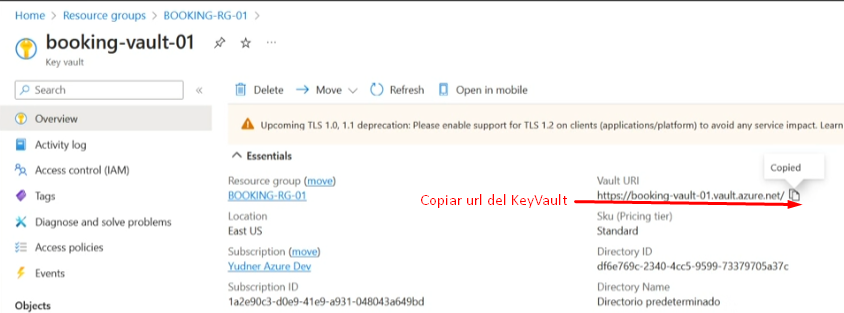 Home > Resource groups > BOOKING-RG-01 >
booking-vault-01
Key vault
Search
Delete Move Refresh Open in mobile
Overview
Activity log
Access control (IAM)
Tags
Diagnose and solve problems
Access policies
Events
Objects
Upcoming TLS 1.0, 1.1 deprecation: Please enable support for TLS 1.2 on clients (applications/platform) to avoid any service impact. Learn
Essentials
Copied
Resource group (move)
BOOKING-RG-01
Location
East US
Subscription (move)
Yudner Azure Dev
Subscription ID
1a2e90c3-d0e9-41e9-a931-048043a649bd
Copiar url del KeyVault
Vault URI
https://booking-vault-01.vault.azure.net/
Sku (Pricing tier)
Standard
Directory ID
df6e769c-2340-4cc5-9599-73379705a37c
Directory Name
Directorio predeterminado